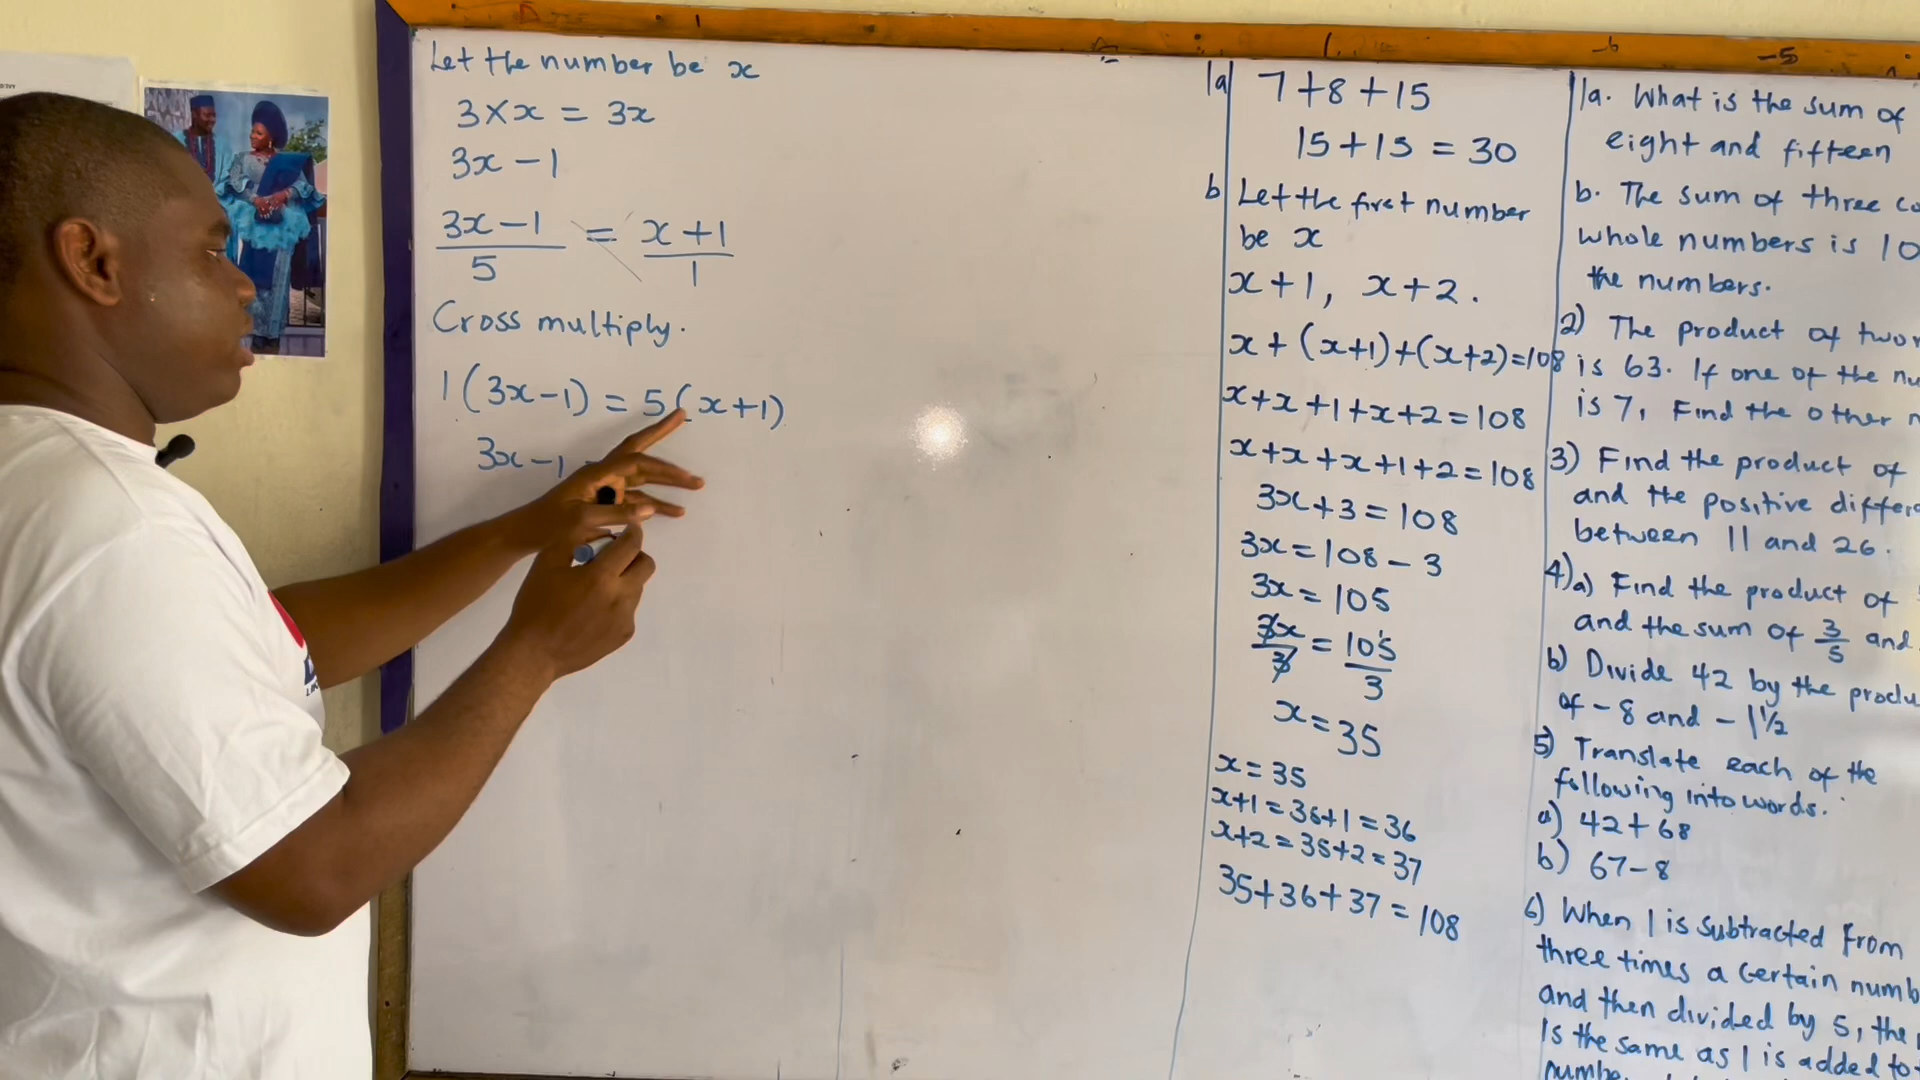 Let the number be x
3 × x = 3x
3x - 1
3x - 1 / 5 = x + 1 / 1
Cross multiply.
1 (3x - 1) = 5 (x + 1)
3x - 1
1a 7 + 8 + 15
15 + 15 = 30
b Let the first number
be x
x + 1, x + 2.
x + (x+1) + (x+2) = 108
x + x + 1 + x + 2 = 108
x + x + x + 1 + 2 = 108
3x + 3 = 108
3x = 108 - 3
3x = 105
3x / 3 = 105 / 3
x = 35
x = 35
x+1 = 35+1 = 36
x+2 = 35+2 = 37
35 + 36 + 37 = 108
1a. What is the sum of
eight and fifteen
b. The sum of three
whole numbers is
the numbers.
2) The product of
is 63. If one of the
is 7, Find the other
3) Find the product of
and the positive
between 11 and 26.
4) a) Find the product of
and the sum of 3/5 and
b) Divide 42 by the
of - 8 and - 1 1/2
5) Translate each of the
following into words.
a) 42 + 68
b) 67 - 8
6) When 1 is subtracted from
three times a certain
and then divided by 5, the
is the same as 1 is added to
-6
-5